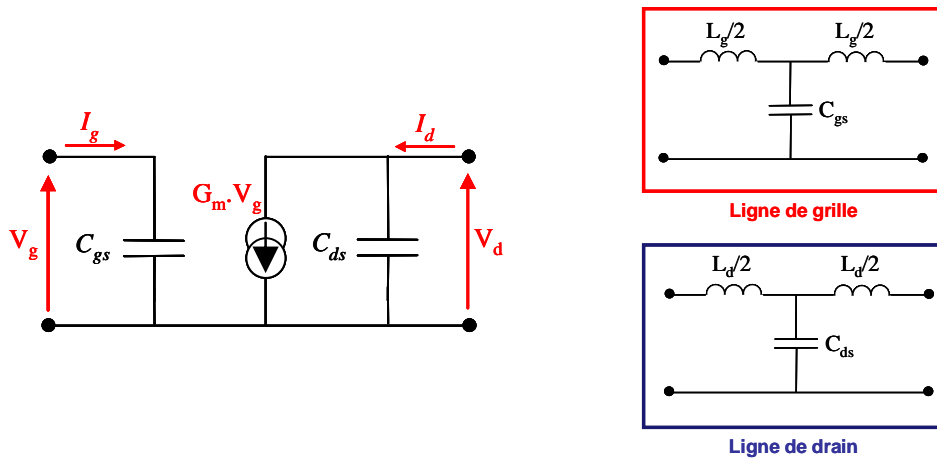 I_g
I_d
G_m.V_g
V_g
C_gs
C_ds
V_d
L_g/2 L_g/2
C_gs
Ligne de grille
L_d/2 L_d/2
C_ds
Ligne de drain